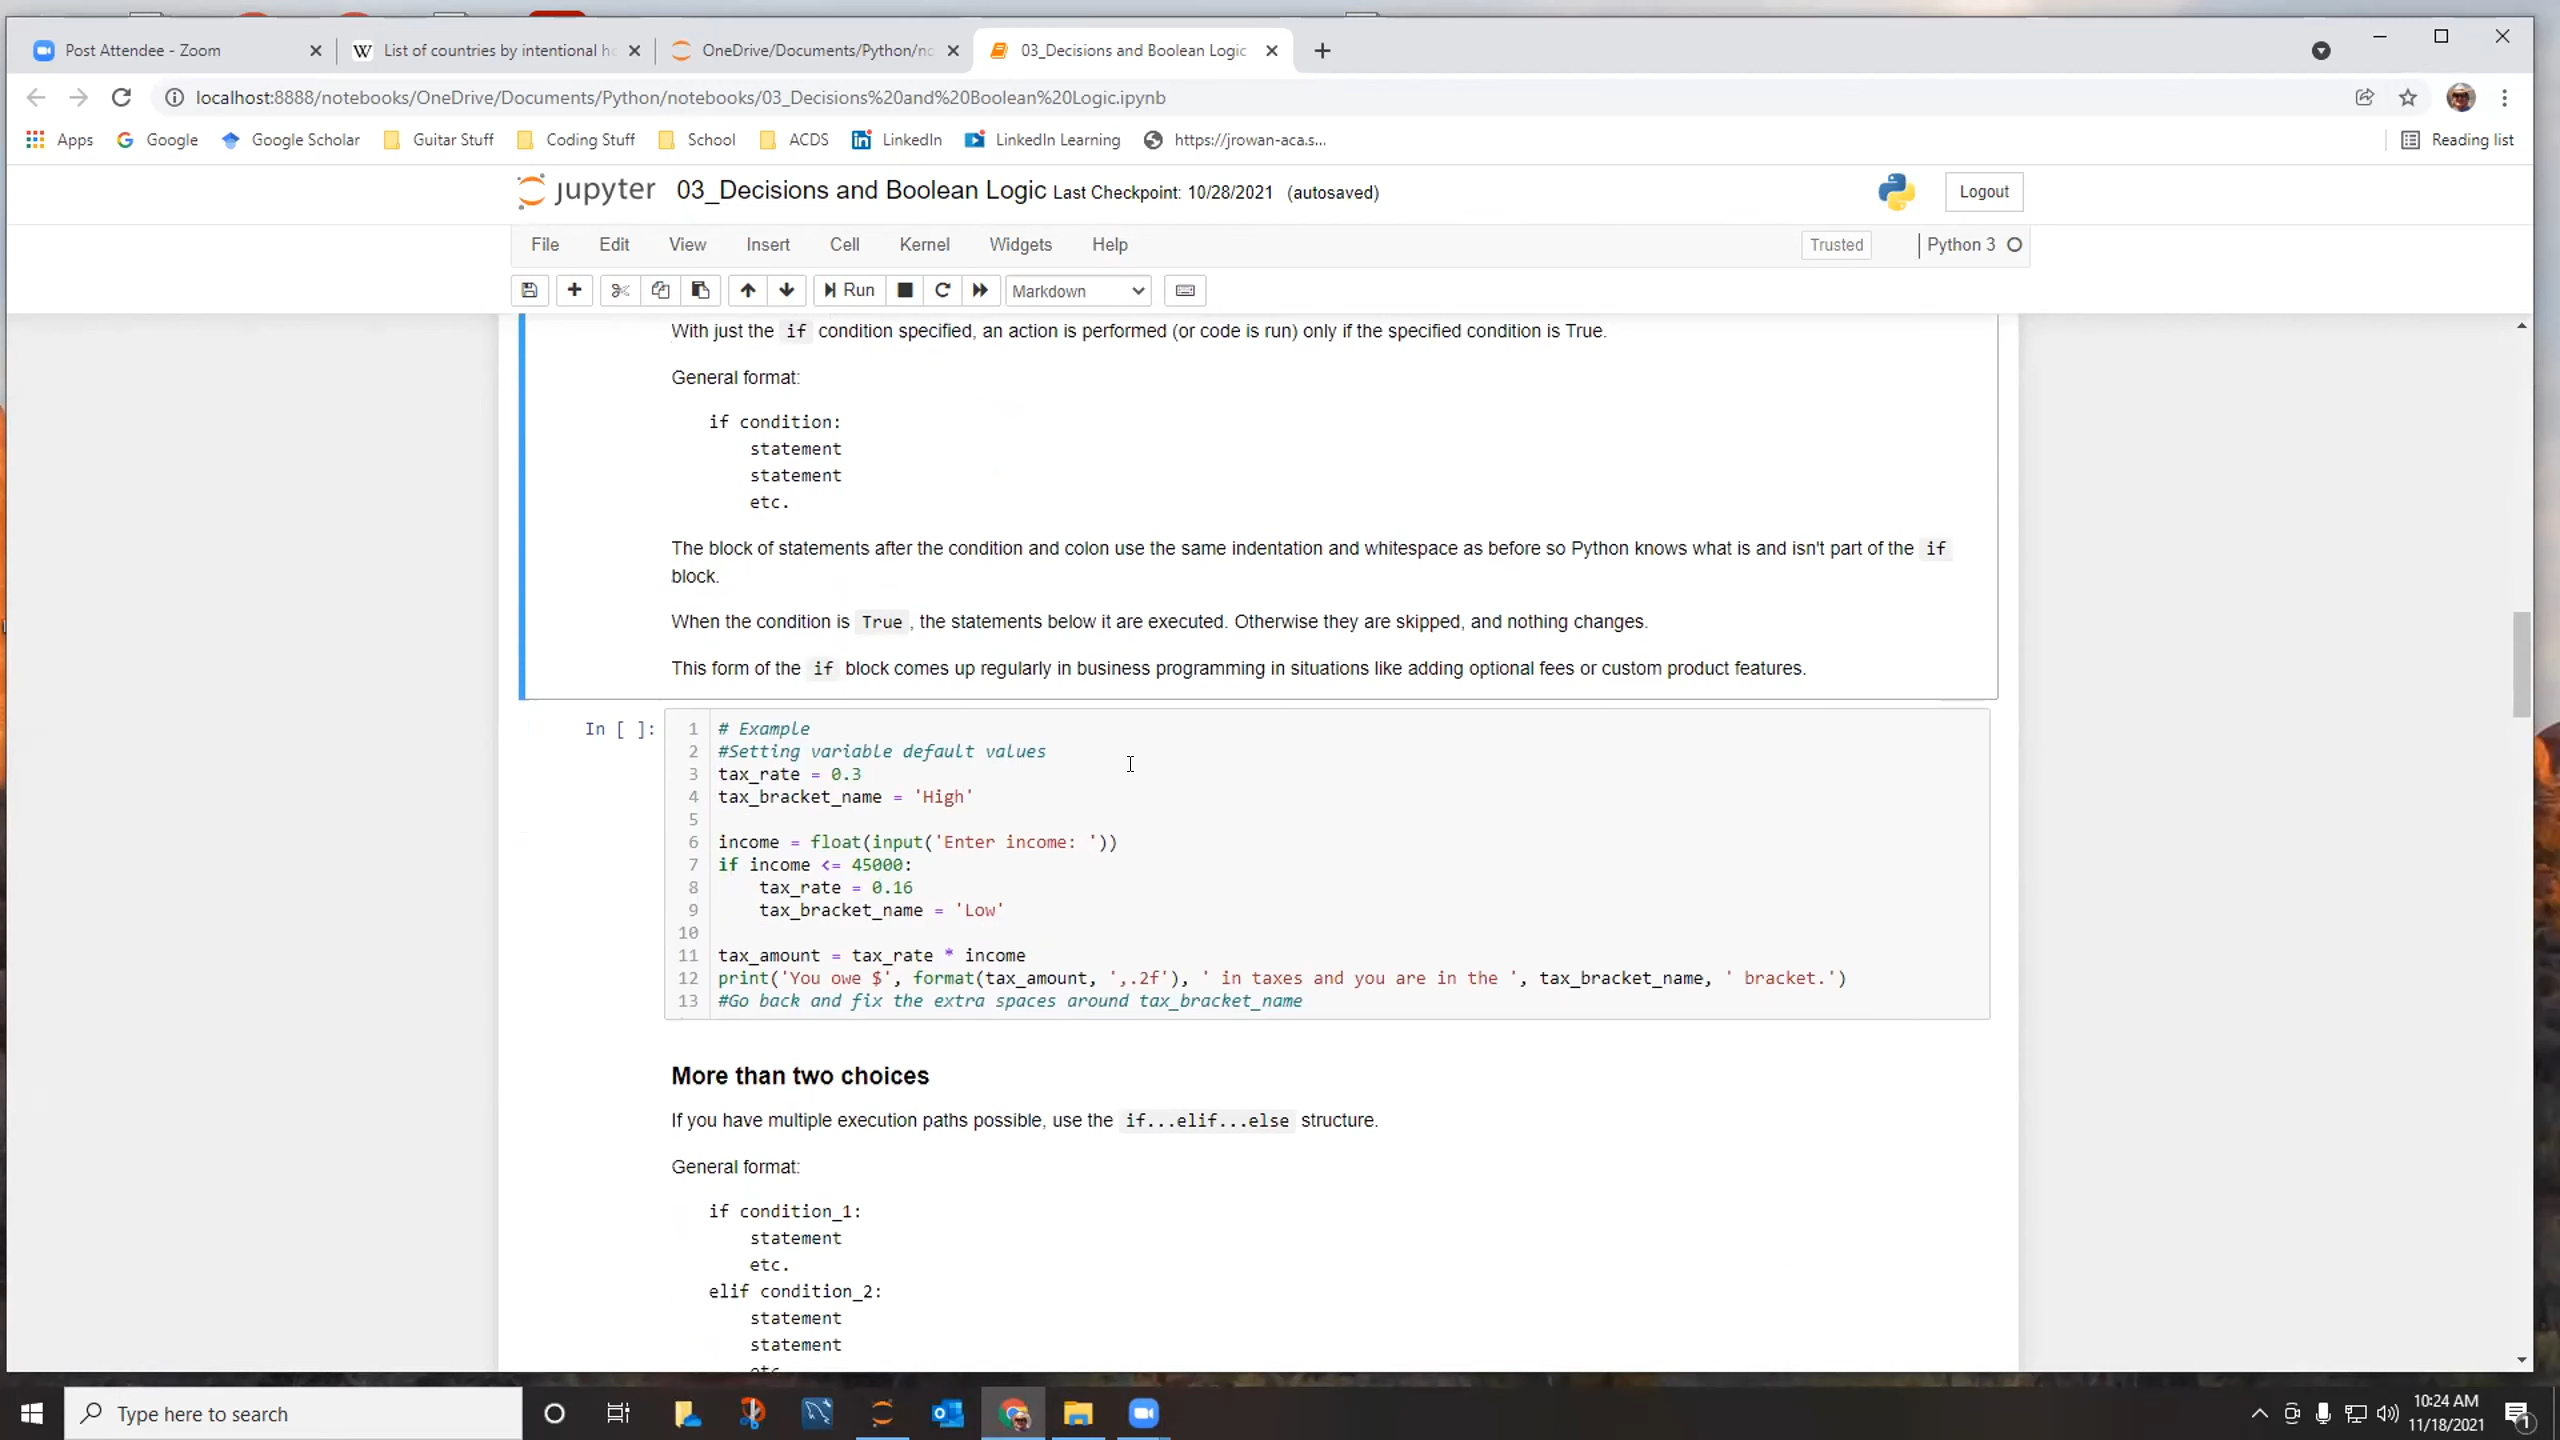 Post Attendee - Zoom
List of countries by intentional ho
OneDrive/Documents/Python/no
03_Decisions and Boolean Logic
localhost:8888/notebooks/OneDrive/Documents/Python/notebooks/03_Decisions%20and%20Boolean%20Logic.ipynb
Apps Google Google Scholar Guitar Stuff Coding Stuff School ACDS LinkedIn LinkedIn Learning https://jrowan-aca.s... Reading list
jupyter 03_Decisions and Boolean Logic Last Checkpoint: 10/28/2021 (autosaved) Logout
File Edit View Insert Cell Kernel Widgets Help Trusted Python 3
Run Markdown
With just the if condition specified, an action is performed (or code is run) only if the specified condition is True.
General format:
if condition:
    statement
    statement
    etc.
The block of statements after the condition and colon use the same indentation and whitespace as before so Python knows what is and isn't part of the if
block.
When the condition is True , the statements below it are executed. Otherwise they are skipped, and nothing changes.
This form of the if block comes up regularly in business programming in situations like adding optional fees or custom product features.
In [ ]:
1 # Example
2 #Setting variable default values
3 tax_rate = 0.3
4 tax_bracket_name = 'High'
5
6 income = float(input('Enter income: '))
7 if income <= 45000:
8     tax_rate = 0.16
9     tax_bracket_name = 'Low'
10
11 tax_amount = tax_rate * income
12 print('You owe $', format(tax_amount, ',.2f'), ' in taxes and you are in the ', tax_bracket_name, ' bracket.')
13 #Go back and fix the extra spaces around tax_bracket_name
More than two choices
If you have multiple execution paths possible, use the if...elif...else structure.
General format:
if condition_1:
    statement
    etc.
elif condition_2:
    statement
    statement
    etc.
Type here to search
10:24 AM
11/18/2021
1